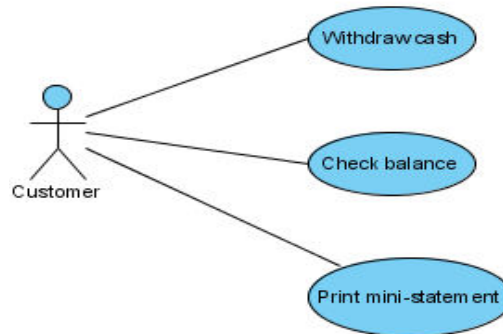 Withdraw cash
Customer
Check balance
Print mini-statement